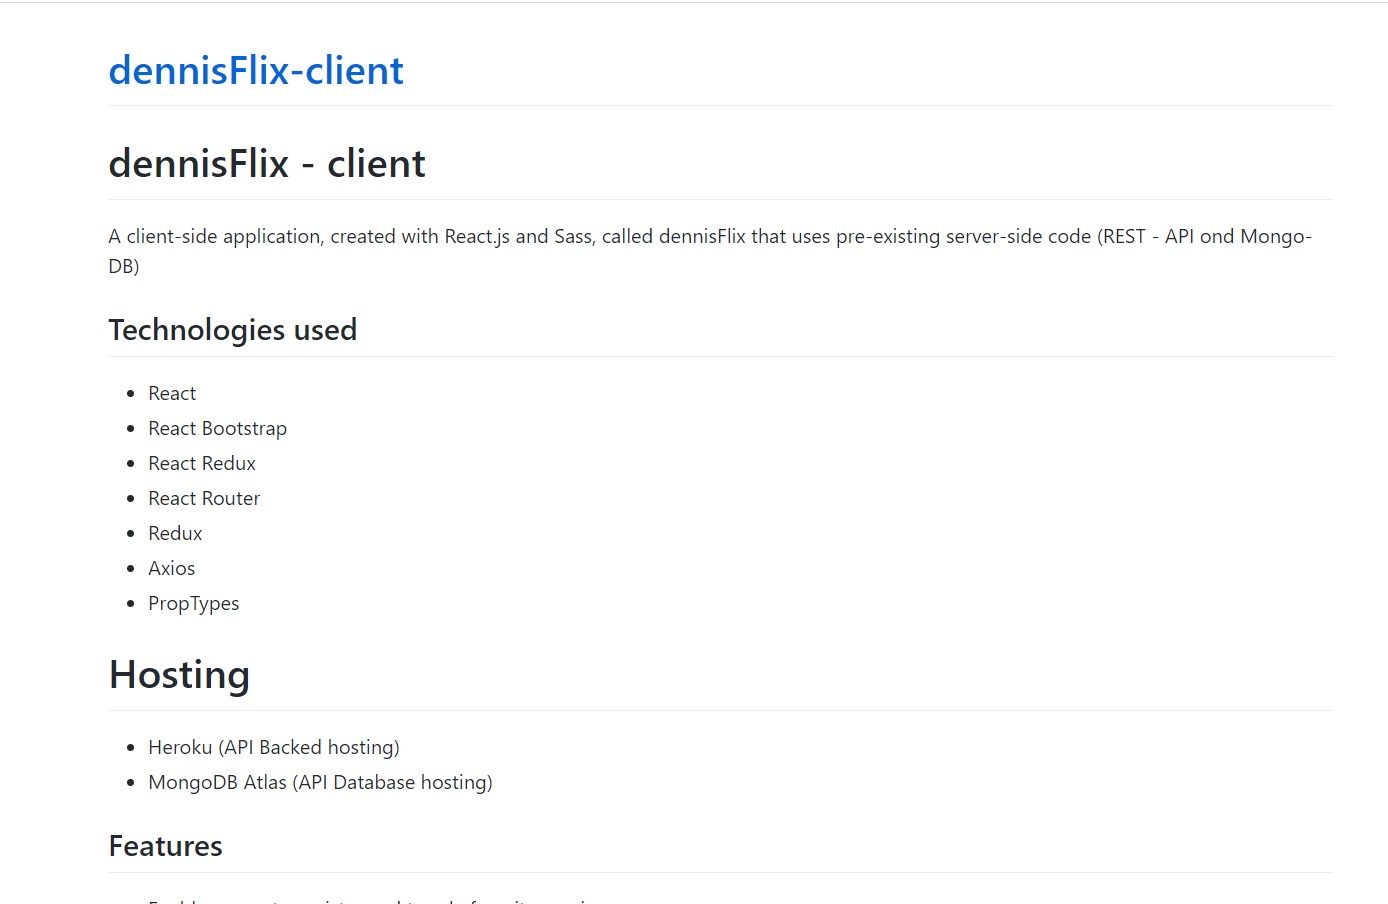 dennisFlix-client
dennisFlix - client
A client-side application, created with React.js and Sass, called dennisFlix that uses pre-existing server-side code (REST - API ond Mongo-
DB)
Technologies used
React
React Bootstrap
React Redux
React Router
Redux
Axios
PropTypes
Hosting
Heroku (API Backed hosting)
MongoDB Atlas (API Database hosting)
Features